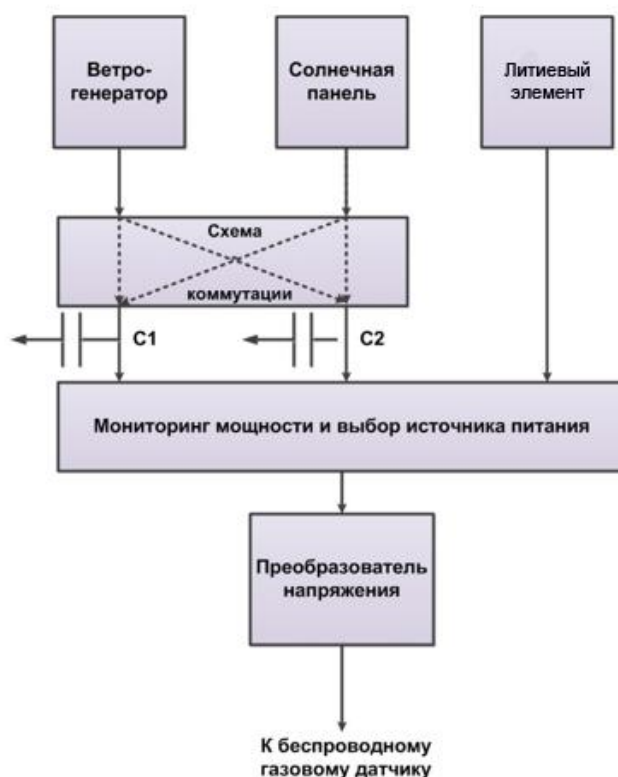 Ветро-
генератор
Солнечная
панель
Литиевый
элемент
Схема
коммутации
C1
C2
Мониторинг мощности и выбор источника питания
Преобразователь
напряжения
К беспроводному
газовому датчику